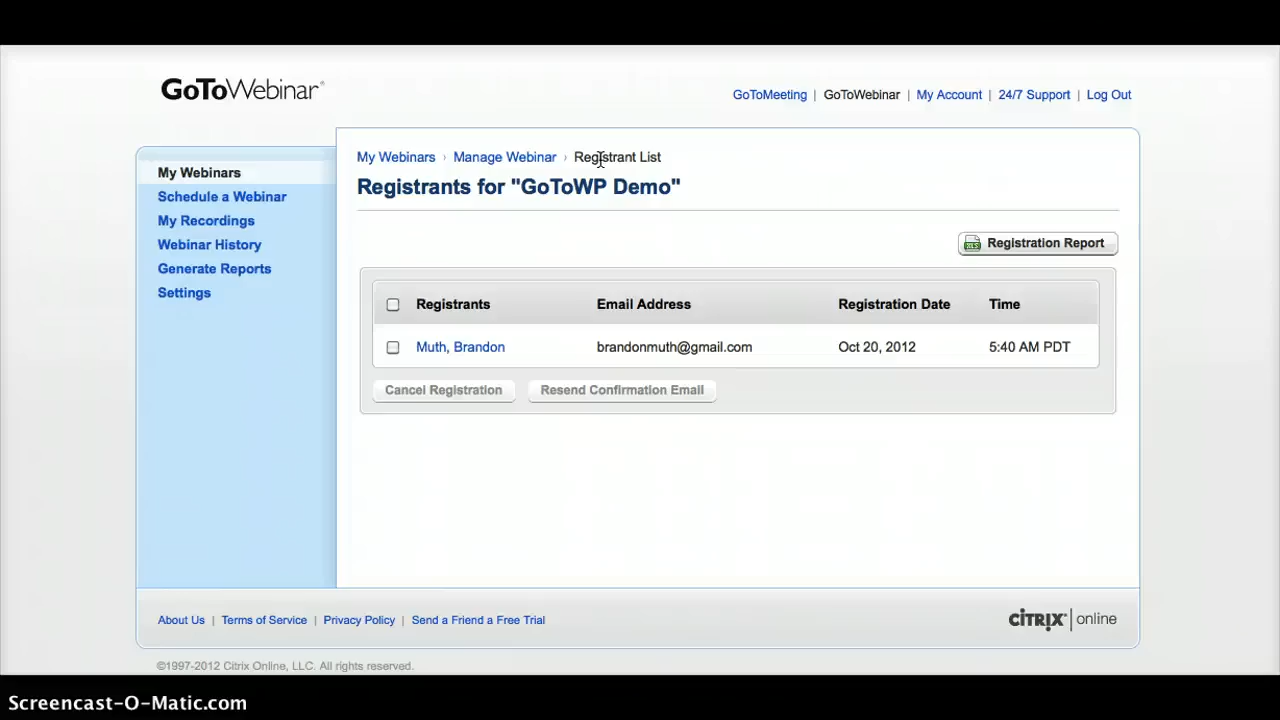 GoToWebinar®
GoToMeeting | GoToWebinar | My Account | 24/7 Support | Log Out
My Webinars
Schedule a Webinar
My Recordings
Webinar History
Generate Reports
Settings
My Webinars › Manage Webinar › Registrant List
Registrants for "GoToWP Demo"
Registration Report
Registrants Email Address Registration Date Time
Muth, Brandon brandonmuth@gmail.com Oct 20, 2012 5:40 AM PDT
Cancel Registration Resend Confirmation Email
About Us | Terms of Service | Privacy Policy | Send a Friend a Free Trial
CITRIX® | online
©1997-2012 Citrix Online, LLC. All rights reserved.
Screencast-O-Matic.com